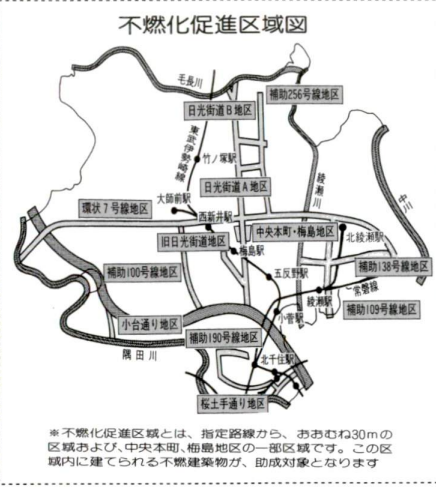 不燃化促進区域図
毛長川
補助256号線地区
日光街道B地区
東武伊勢崎線
竹ノ塚駅
綾瀬川
中川
日光街道A地区
大師前駅
環状7号線地区
西新井駅
中央本町・梅島地区
北綾瀬駅
旧日光街道地区
梅島駅
五反野駅
補助138号線地区
補助100号線地区
常磐線
綾瀬駅
補助109号線地区
小台通り地区
小菅駅
補助190号線地区
隅田川
北千住駅
桜土手通り地区
※不燃化促進区域とは、指定路線から、おおむね30mの
区域および、中央本町、梅島地区の一部区域です。この区
域内に建てられる不燃建築物が、助成対象となります